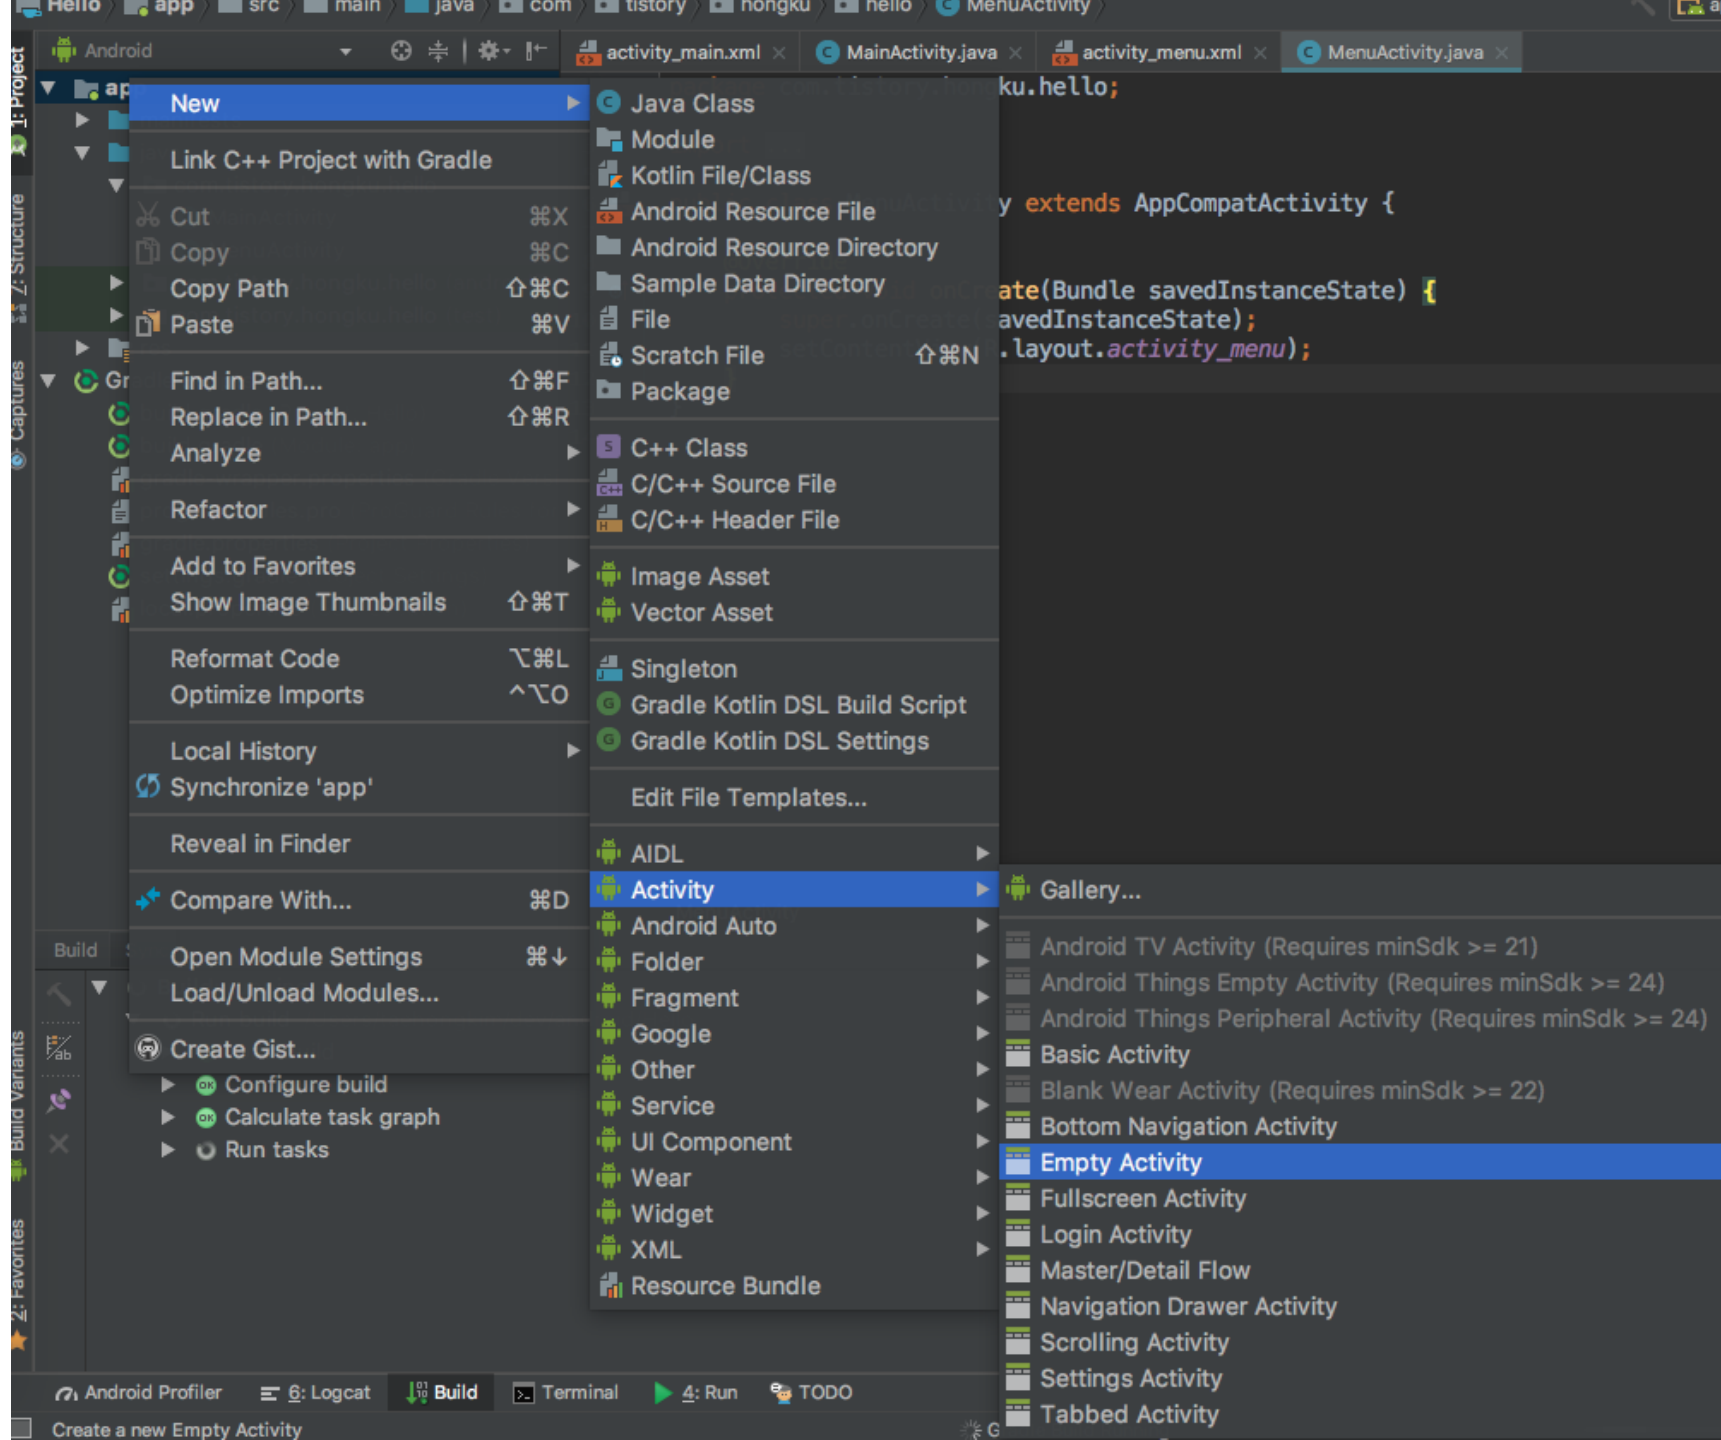 Hello app src main java com tistory hongku hello MenuActivity
Android
activity_main.xml MainActivity.java activity_menu.xml MenuActivity.java
1: Project
7: Structure
Captures
Build Variants
2: Favorites
app
Gr
ku.hello;
y extends AppCompatActivity {
onCreate(Bundle savedInstanceState) {
super.onCreate(savedInstanceState);
.layout.activity_menu);
New
Link C++ Project with Gradle
Cut ⌘X
Copy ⌘C
Copy Path ⇧⌘C
Paste ⌘V
Find in Path... ⇧⌘F
Replace in Path... ⇧⌘R
Analyze
Refactor
Add to Favorites
Show Image Thumbnails ⇧⌘T
Reformat Code ⌥⌘L
Optimize Imports ^⌥O
Local History
Synchronize 'app'
Reveal in Finder
Compare With... ⌘D
Open Module Settings ⌘↓
Load/Unload Modules...
Create Gist...
Java Class
Module
Kotlin File/Class
Android Resource File
Android Resource Directory
Sample Data Directory
File
Scratch File ⇧⌘N
Package
C++ Class
C/C++ Source File
C/C++ Header File
Image Asset
Vector Asset
Singleton
Gradle Kotlin DSL Build Script
Gradle Kotlin DSL Settings
Edit File Templates...
AIDL
Activity
Android Auto
Folder
Fragment
Google
Other
Service
UI Component
Wear
Widget
XML
Resource Bundle
Gallery...
Android TV Activity (Requires minSdk >= 21)
Android Things Empty Activity (Requires minSdk >= 24)
Android Things Peripheral Activity (Requires minSdk >= 24)
Basic Activity
Blank Wear Activity (Requires minSdk >= 22)
Bottom Navigation Activity
Empty Activity
Fullscreen Activity
Login Activity
Master/Detail Flow
Navigation Drawer Activity
Scrolling Activity
Settings Activity
Tabbed Activity
Build
Configure build
Calculate task graph
Run tasks
Android Profiler 6: Logcat Build Terminal 4: Run TODO
Create a new Empty Activity
G